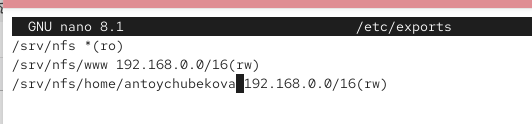 GNU nano 8.1 /etc/exports
/srv/nfs *(ro)
/srv/nfs/www 192.168.0.0/16(rw)
/srv/nfs/home/antoychubekova 192.168.0.0/16(rw)